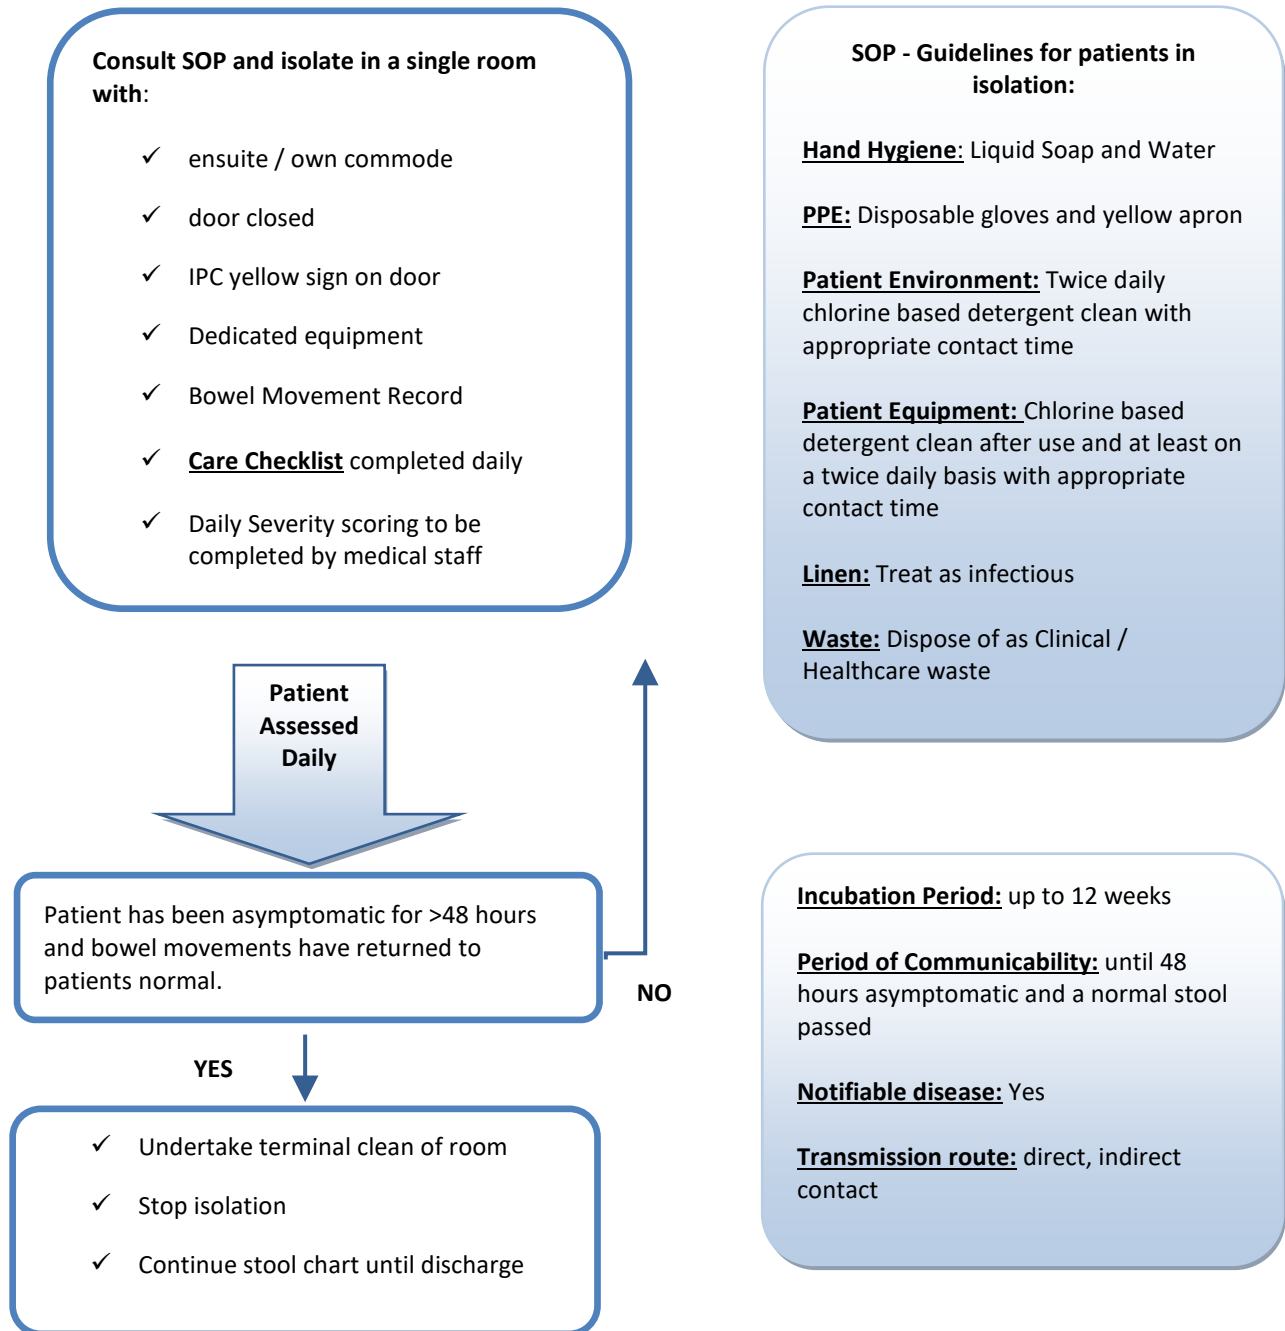 Consult SOP and isolate in a single room
with:
✓ ensuite / own commode
✓ door closed
✓ IPC yellow sign on door
✓ Dedicated equipment
✓ Bowel Movement Record
✓ Care Checklist completed daily
✓ Daily Severity scoring to be
completed by medical staff
Patient
Assessed
Daily
Patient has been asymptomatic for >48 hours
and bowel movements have returned to
patients normal.
NO
YES
✓ Undertake terminal clean of room
✓ Stop isolation
✓ Continue stool chart until discharge
SOP - Guidelines for patients in
isolation:
Hand Hygiene: Liquid Soap and Water
PPE: Disposable gloves and yellow apron
Patient Environment: Twice daily
chlorine based detergent clean with
appropriate contact time
Patient Equipment: Chlorine based
detergent clean after use and at least on
a twice daily basis with appropriate
contact time
Linen: Treat as infectious
Waste: Dispose of as Clinical /
Healthcare waste
Incubation Period: up to 12 weeks
Period of Communicability: until 48
hours asymptomatic and a normal stool
passed
Notifiable disease: Yes
Transmission route: direct, indirect
contact